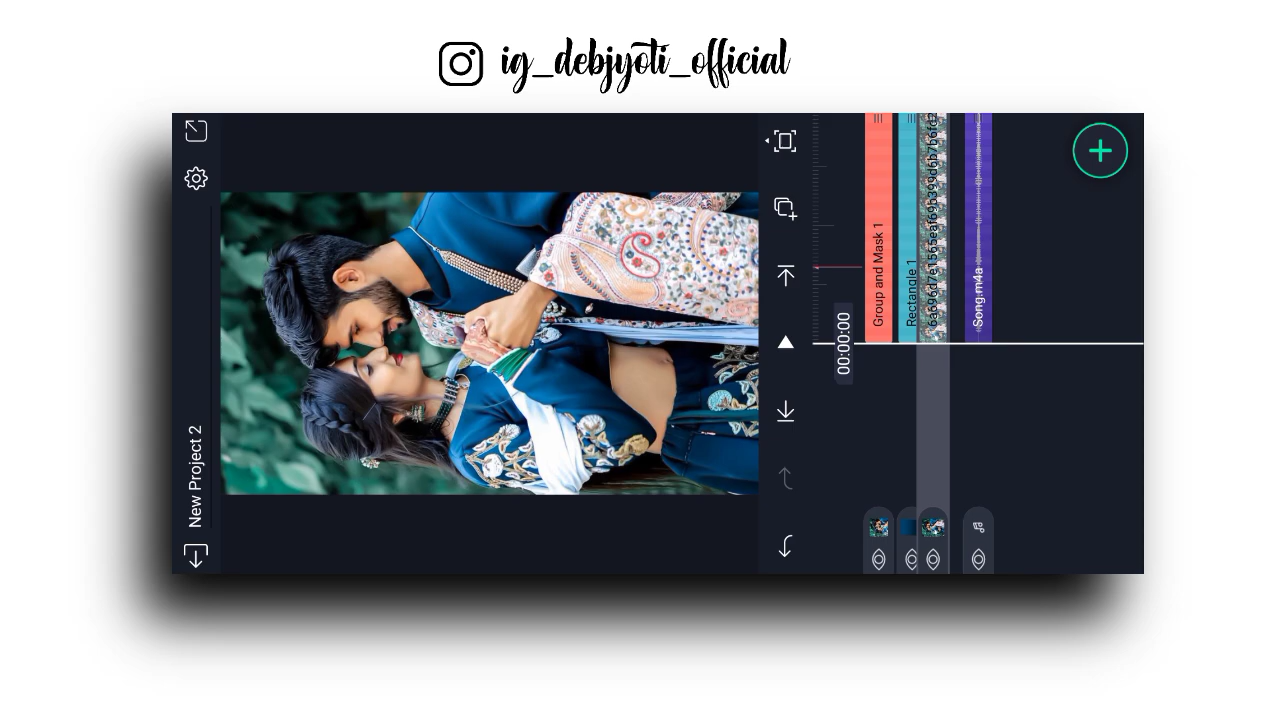 ig_debjyoti_official
New Project 2
00:00:00
Group and Mask 1
Rectangle 1
Song.m4a